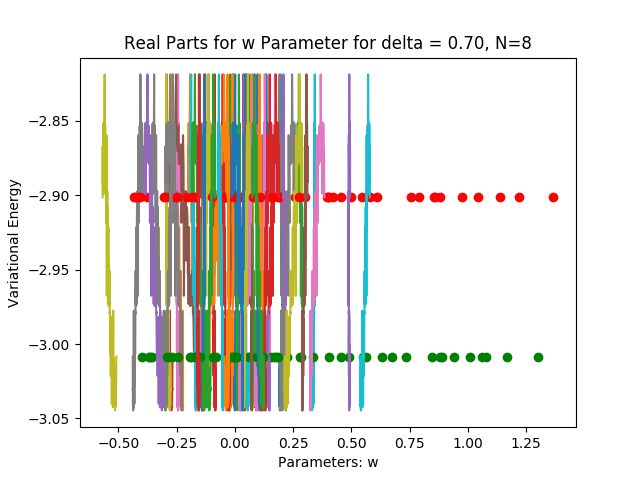 Real Parts for w Parameter for delta = 0.70, N=8
Variational Energy
−2.85
−2.90
−2.95
−3.00
−3.05
−0.50 −0.25 0.00 0.25 0.50 0.75 1.00 1.25
Parameters: w